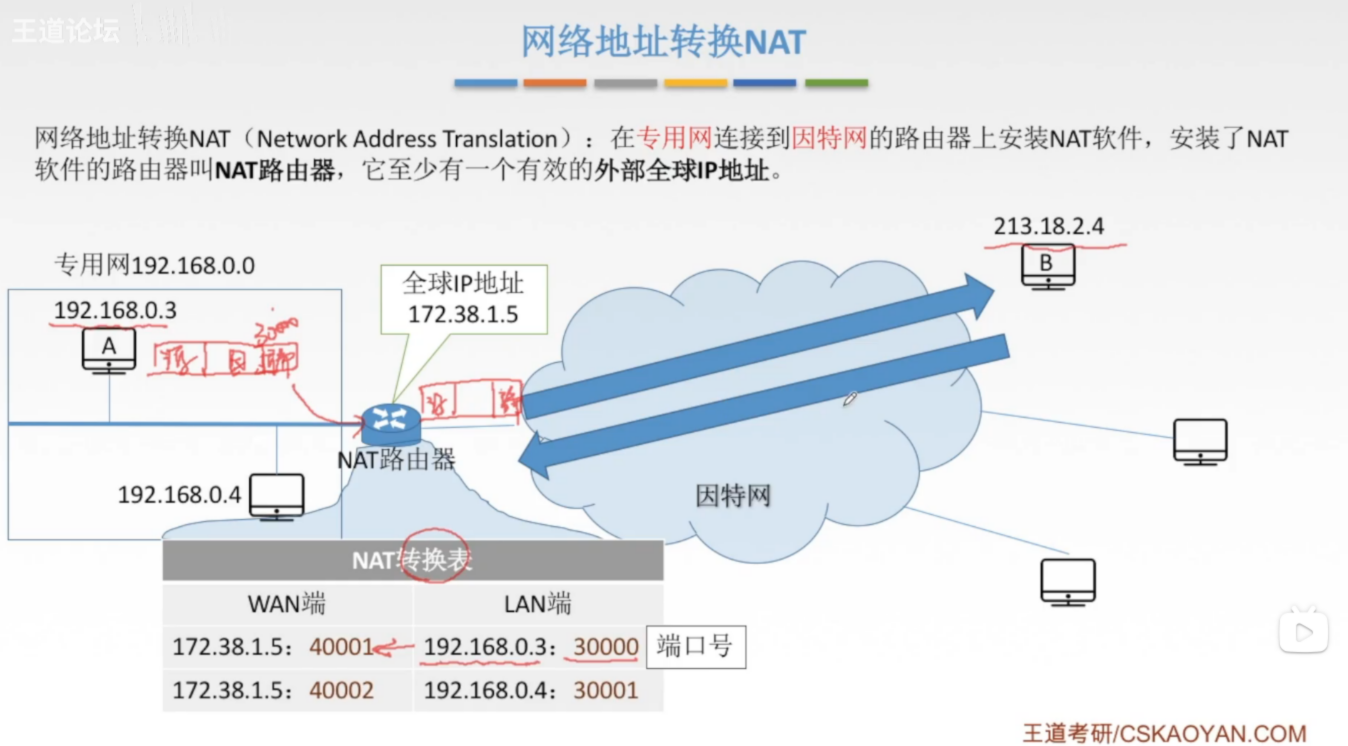 王道论坛
网络地址转换NAT
网络地址转换NAT（Network Address Translation）：在专用网连接到因特网的路由器上安装NAT软件，安装了NAT
软件的路由器叫NAT路由器，它至少有一个有效的外部全球IP地址。
213.18.2.4
B
专用网192.168.0.0
全球IP地址
172.38.1.5
192.168.0.3
A
30000
NAT路由器
192.168.0.4
因特网
NAT转换表
WAN端
LAN端
172.38.1.5：40001
192.168.0.3：30000
端口号
172.38.1.5：40002
192.168.0.4：30001
王道考研/CSKAOYAN.COM